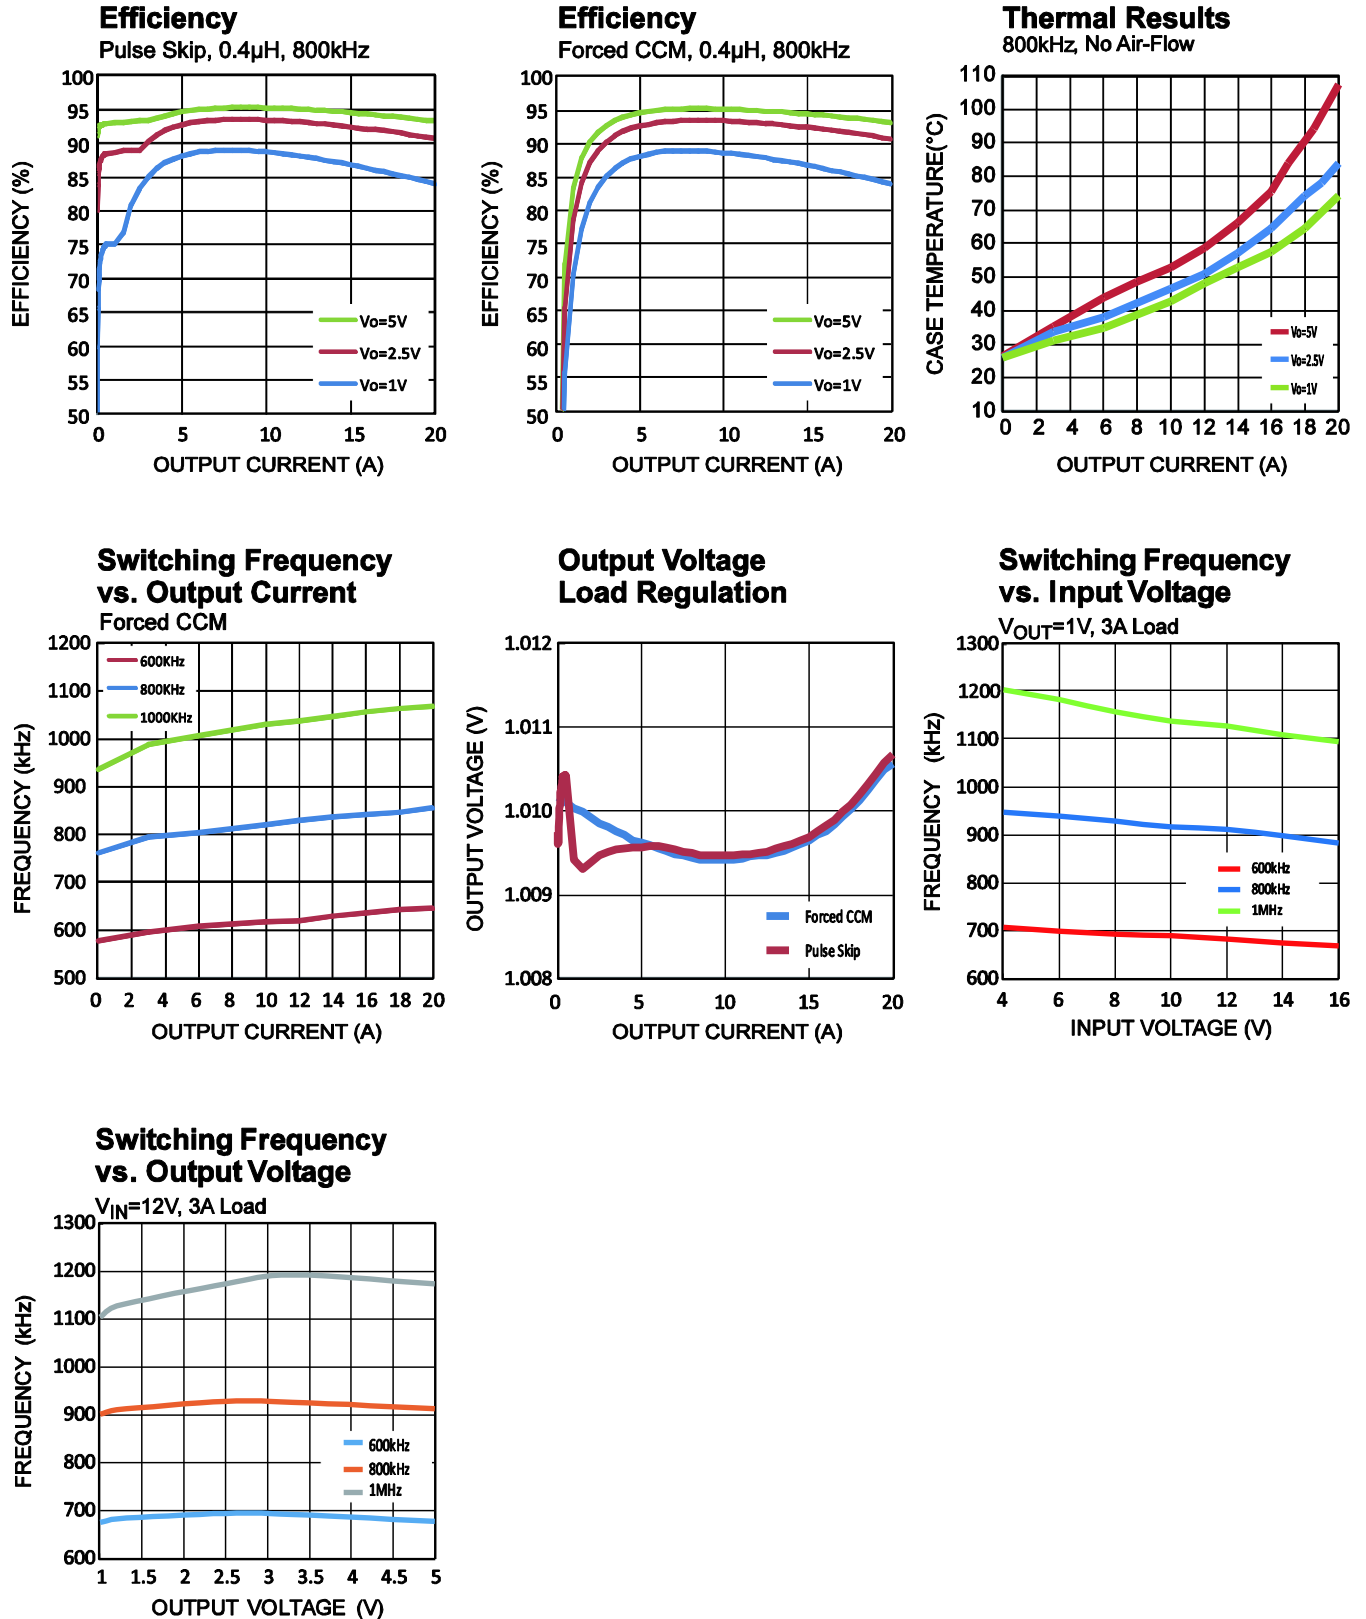 Efficiency
Pulse Skip, 0.4µH, 800kHz
EFFICIENCY (%)
100
95
90
85
80
75
70
65
60
55
50
Vo=5V
Vo=2.5V
Vo=1V
0 5 10 15 20
OUTPUT CURRENT (A)
Efficiency
Forced CCM, 0.4µH, 800kHz
EFFICIENCY (%)
100
95
90
85
80
75
70
65
60
55
50
Vo=5V
Vo=2.5V
Vo=1V
0 5 10 15 20
OUTPUT CURRENT (A)
Thermal Results
800kHz, No Air-Flow
CASE TEMPERATURE(°C)
110
100
90
80
70
60
50
40
30
20
10
Vo=5V
Vo=2.5V
Vo=1V
0 2 4 6 8 10 12 14 16 18 20
OUTPUT CURRENT (A)
Switching Frequency
vs. Output Current
Forced CCM
FREQUENCY (kHz)
1200
1100
1000
900
800
700
600
500
600KHz
800KHz
1000KHz
0 2 4 6 8 10 12 14 16 18 20
OUTPUT CURRENT (A)
Output Voltage
Load Regulation
OUTPUT VOLTAGE (V)
1.012
1.011
1.010
1.009
1.008
Forced CCM
Pulse Skip
0 5 10 15 20
OUTPUT CURRENT (A)
Switching Frequency
vs. Input Voltage
VOUT=1V, 3A Load
FREQUENCY (kHz)
1300
1200
1100
1000
900
800
700
600
600kHz
800kHz
1MHz
4 6 8 10 12 14 16
INPUT VOLTAGE (V)
Switching Frequency
vs. Output Voltage
VIN=12V, 3A Load
FREQUENCY (kHz)
1300
1200
1100
1000
900
800
700
600
600kHz
800kHz
1MHz
1 1.5 2 2.5 3 3.5 4 4.5 5
OUTPUT VOLTAGE (V)